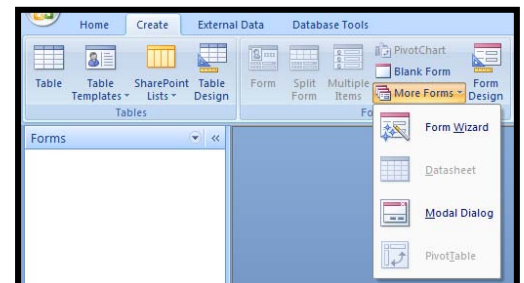 Home Create External Data Database Tools
PivotChart
Blank Form
More Forms
Table Table Templates SharePoint Lists Table Design Form Split Form Multiple Items Form Design
Tables Fo
Forms
Form Wizard
Datasheet
Modal Dialog
PivotTable